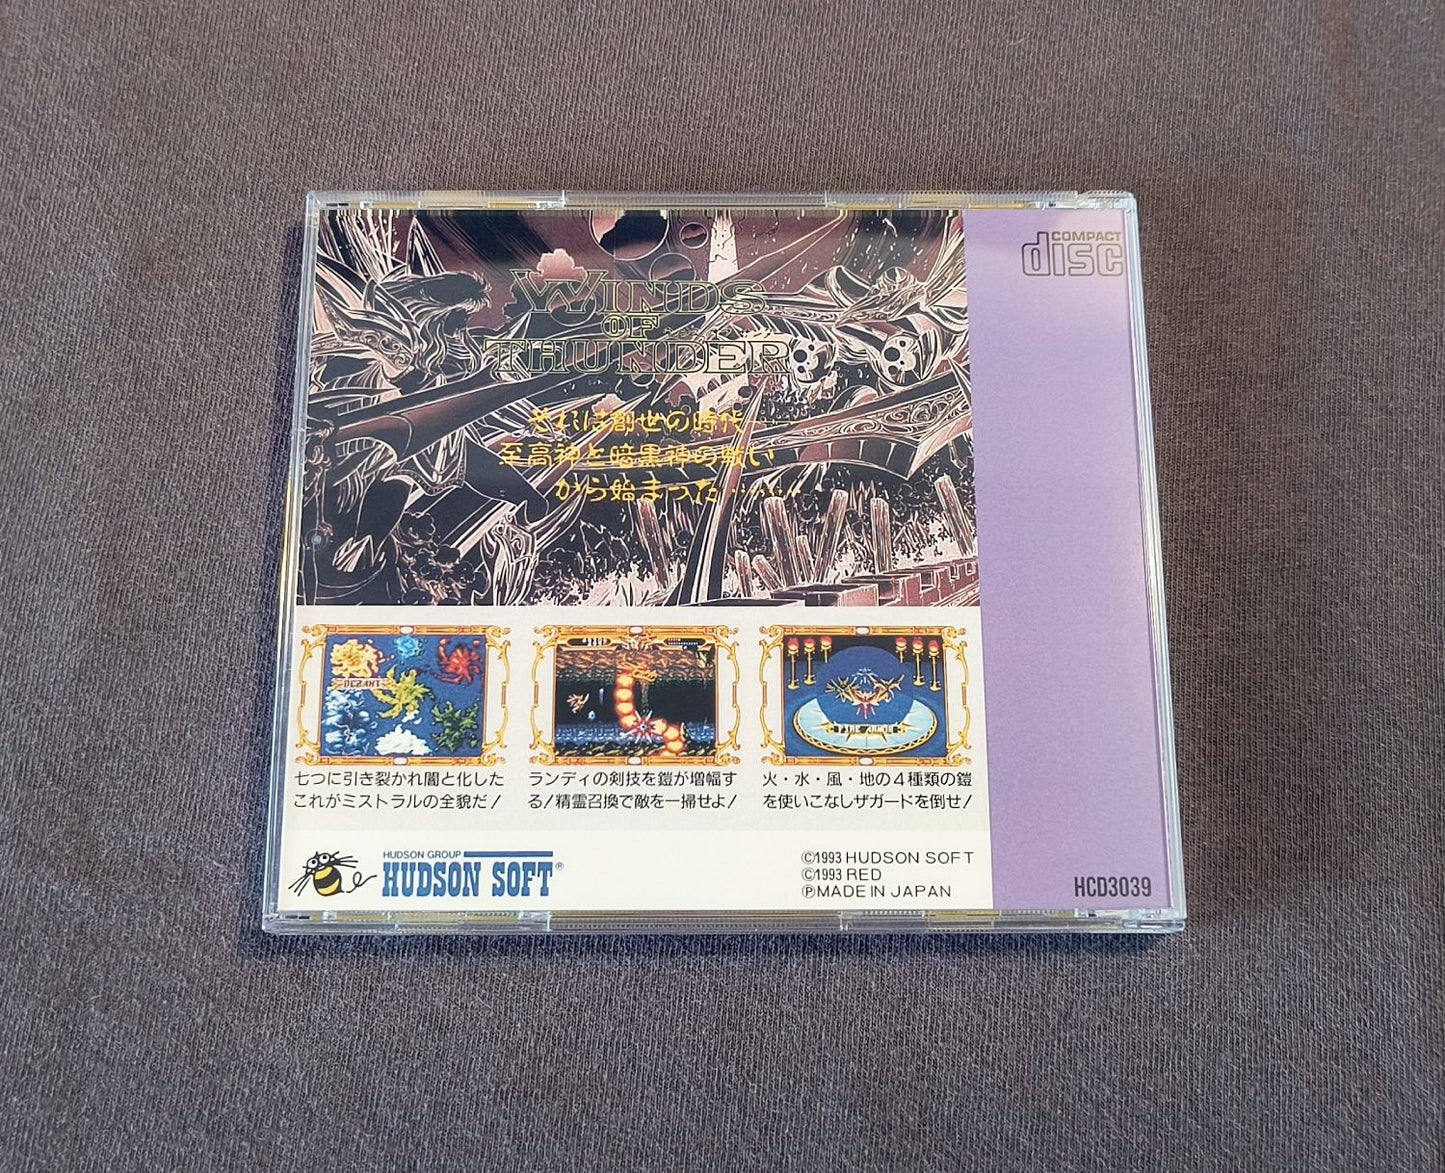 COMPACT
disc
WINDS
OF
THUNDER
それは創世の時代—
至高神と暗黒神の戦い
から始まった………
DEZANT
FIRE ARMOR
七つに引き裂かれ闇と化した
これがミストラルの全貌だ!
ランディの剣技を鎧が増幅す
る!精霊召換で敵を一掃せよ!
火・水・風・地の4種類の鎧
を使いこなしザガードを倒せ!
HUDSON GROUP
HUDSON SOFT®
©1993 HUDSON SOFT
©1993 RED
ⓅMADE IN JAPAN
HCD3039